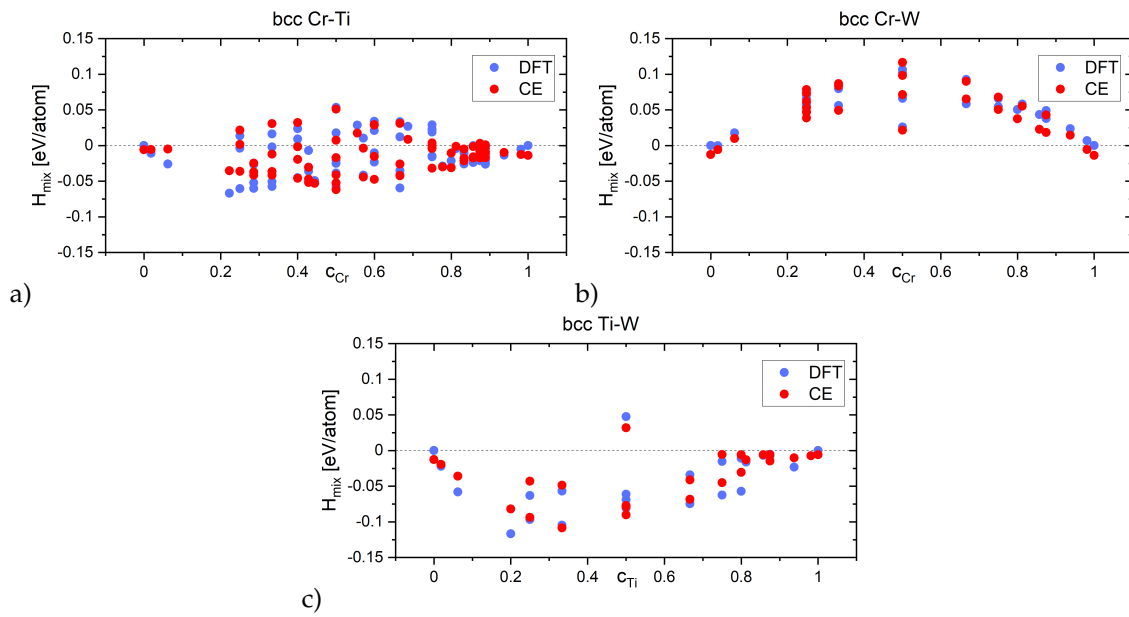 bcc Cr-Ti
0.15
0.1
0.05
0
-0.05
-0.1
-0.15
H_mix [eV/atom]
DFT
CE
0 0.2 0.4 0.6 0.8 1
c_Cr
a)
bcc Cr-W
0.15
0.1
0.05
0
-0.05
-0.1
-0.15
H_mix [eV/atom]
DFT
CE
0 0.2 0.4 0.6 0.8 1
c_Cr
b)
bcc Ti-W
0.15
0.1
0.05
0
-0.05
-0.1
-0.15
H_mix [eV/atom]
DFT
CE
0 0.2 0.4 0.6 0.8 1
c_Ti
c)